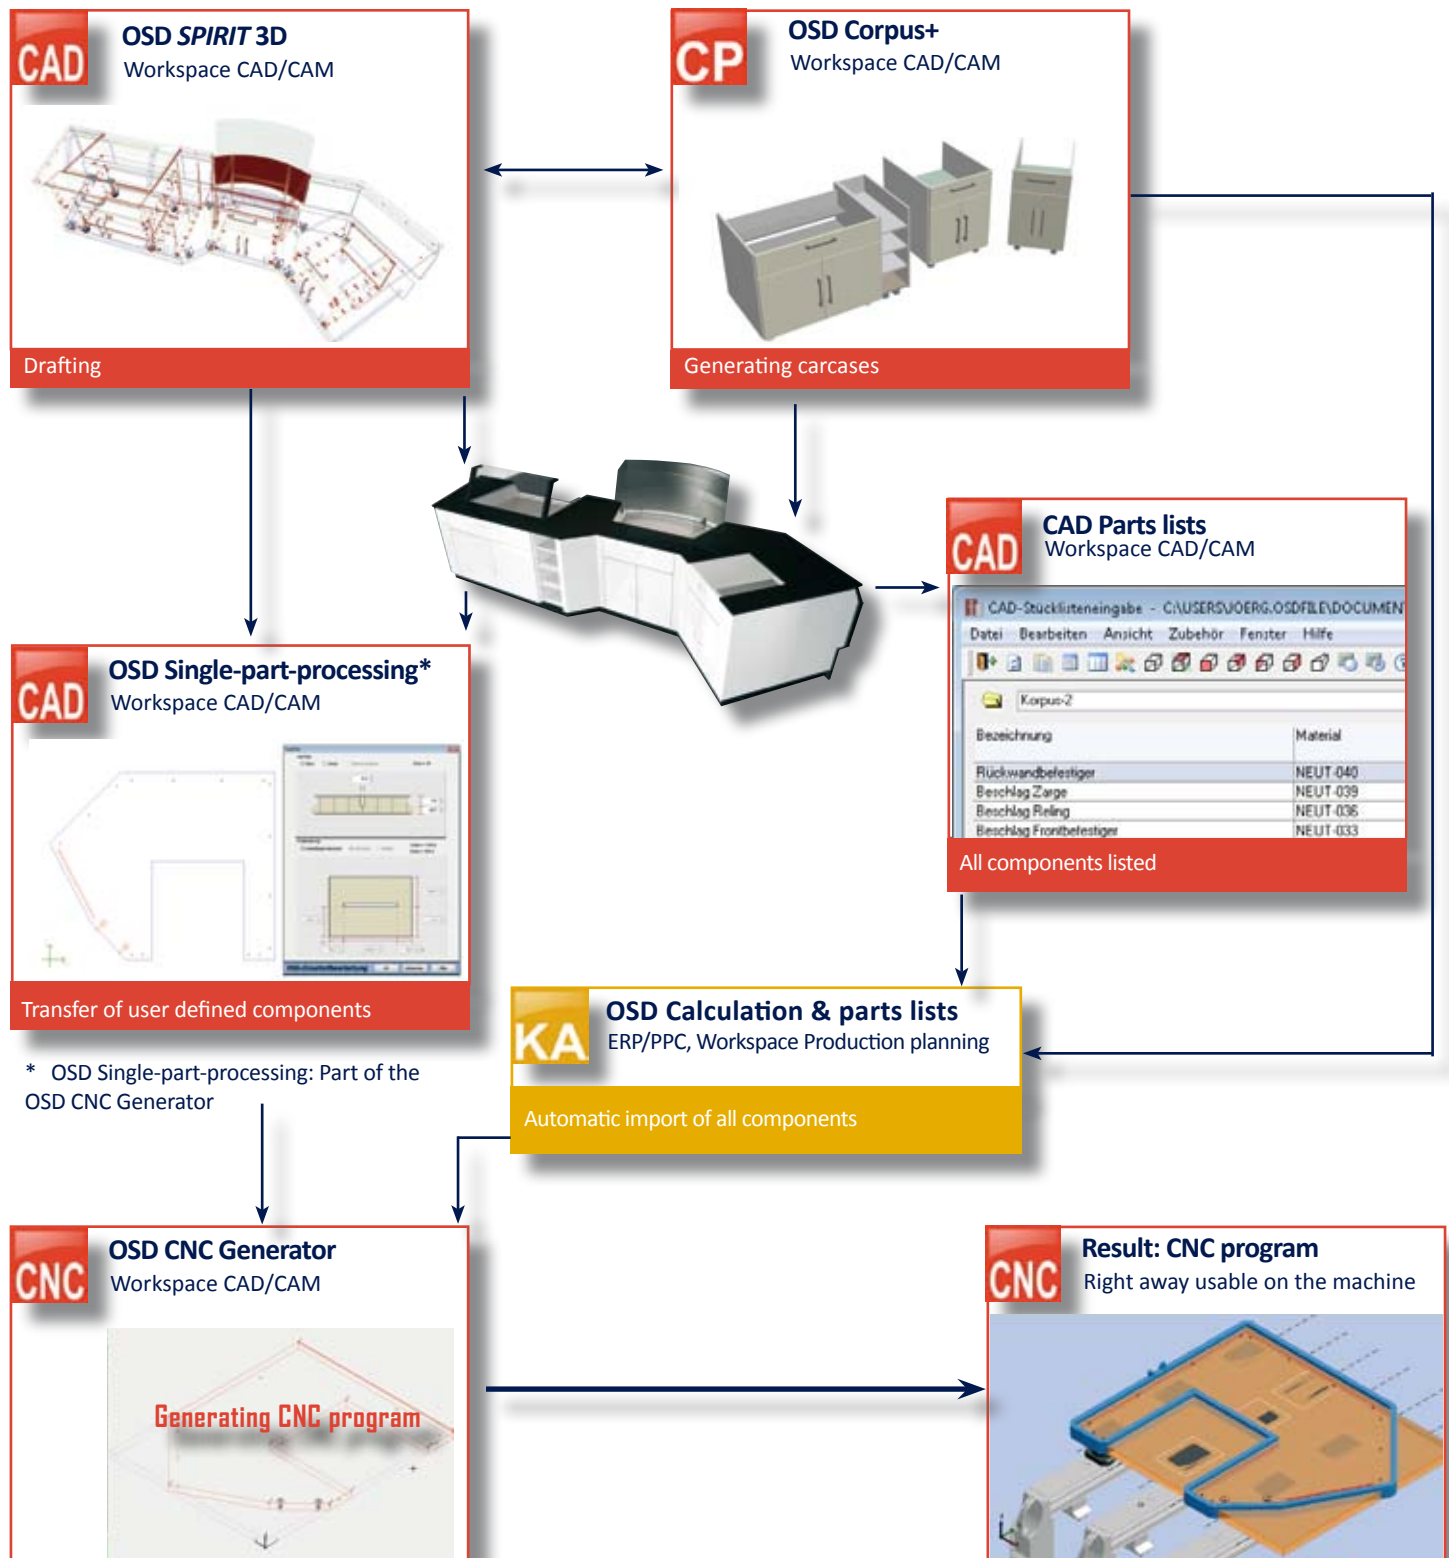 CAD
OSD SPIRIT 3D
Workspace CAD/CAM
Drafting
CP
OSD Corpus+
Workspace CAD/CAM
Generating carcases
CAD
CAD Parts lists
Workspace CAD/CAM
CAD-Stücklisteneingabe - C:\USERS\JOERG.OSDFILE\DOCUMEN
Datei Bearbeiten Ansicht Zubehör Fenster Hilfe
Korpus-2
Bezeichnung Material
Rückwandbefestiger NEUT-040
Beschlag Zarge NEUT-039
Beschlag Reling NEUT-036
Beschlag Frontbefestiger NEUT-033
All components listed
CAD
OSD Single-part-processing*
Workspace CAD/CAM
Transfer of user defined components
* OSD Single-part-processing: Part of the
OSD CNC Generator
KA
OSD Calculation & parts lists
ERP/PPC, Workspace Production planning
Automatic import of all components
CNC
OSD CNC Generator
Workspace CAD/CAM
Generating CNC program
CNC
Result: CNC program
Right away usable on the machine